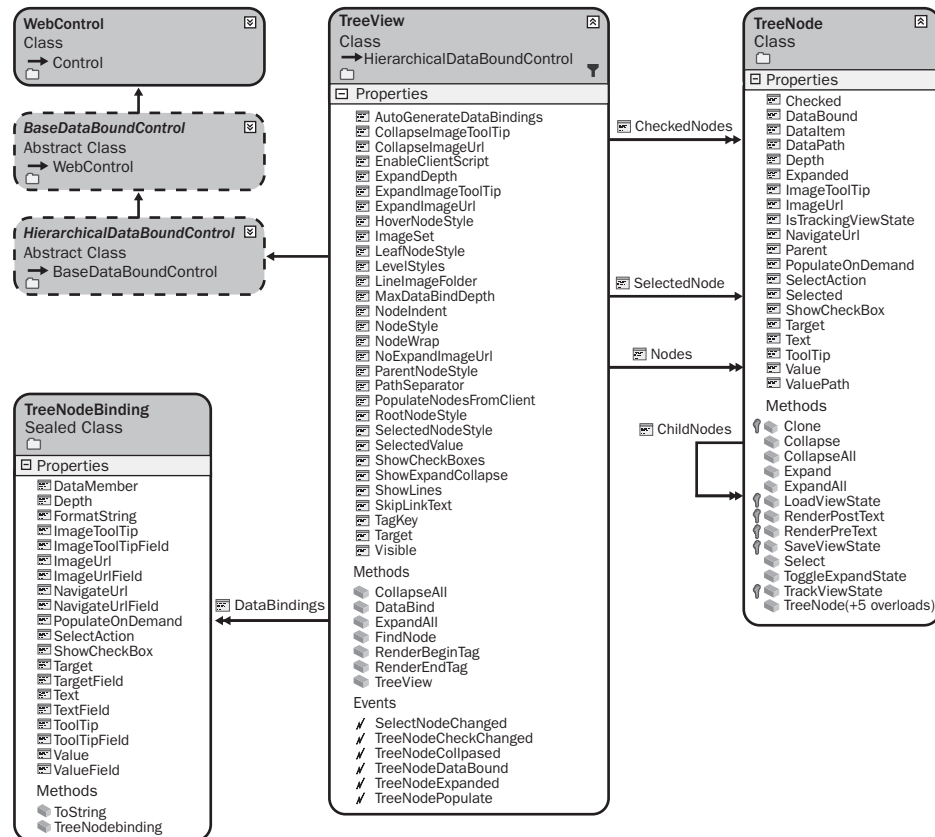 WebControl
Class
Control
BaseDataBoundControl
Abstract Class
WebControl
HierarchicalDataBoundControl
Abstract Class
BaseDataBoundControl
TreeNodeBinding
Sealed Class
Properties
DataMember
Depth
FormatString
ImageToolTip
ImageToolTipField
ImageUrl
ImageUrlField
NavigateUrl
NavigateUrlField
PopulateOnDemand
SelectAction
ShowCheckBox
Target
TargetField
Text
TextField
ToolTip
ToolTipField
Value
ValueField
Methods
ToString
TreeNodebinding
DataBindings
TreeView
Class
HierarchicalDataBoundControl
Properties
AutoGenerateDataBindings
CollapseImageToolTip
CollapseImageUrl
EnableClientScript
ExpandDepth
ExpandImageToolTip
ExpandImageUrl
HoverNodeStyle
ImageSet
LeafNodeStyle
LevelStyles
LineImageFolder
MaxDataBindDepth
NodeIndent
NodeStyle
NodeWrap
NoExpandImageUrl
ParentNodeStyle
PathSeparator
PopulateNodesFromClient
RootNodeStyle
SelectedNodeStyle
SelectedValue
ShowCheckBoxes
ShowExpandCollapse
ShowLines
SkipLinkText
TagKey
Target
Visible
Methods
CollapseAll
DataBind
ExpandAll
FindNode
RenderBeginTag
RenderEndTag
TreeView
Events
SelectNodeChanged
TreeNodeCheckChanged
TreeNodeCollpased
TreeNodeDataBound
TreeNodeExpanded
TreeNodePopulate
CheckedNodes
SelectedNode
Nodes
ChildNodes
TreeNode
Class
Properties
Checked
DataBound
DataItem
DataPath
Depth
Expanded
ImageToolTip
ImageUrl
IsTrackingViewState
NavigateUrl
Parent
PopulateOnDemand
SelectAction
Selected
ShowCheckBox
Target
Text
ToolTip
Value
ValuePath
Methods
Clone
Collapse
CollapseAll
Expand
ExpandAll
LoadViewState
RenderPostText
RenderPreText
SaveViewState
Select
ToggleExpandState
TrackViewState
TreeNode(+5 overloads)